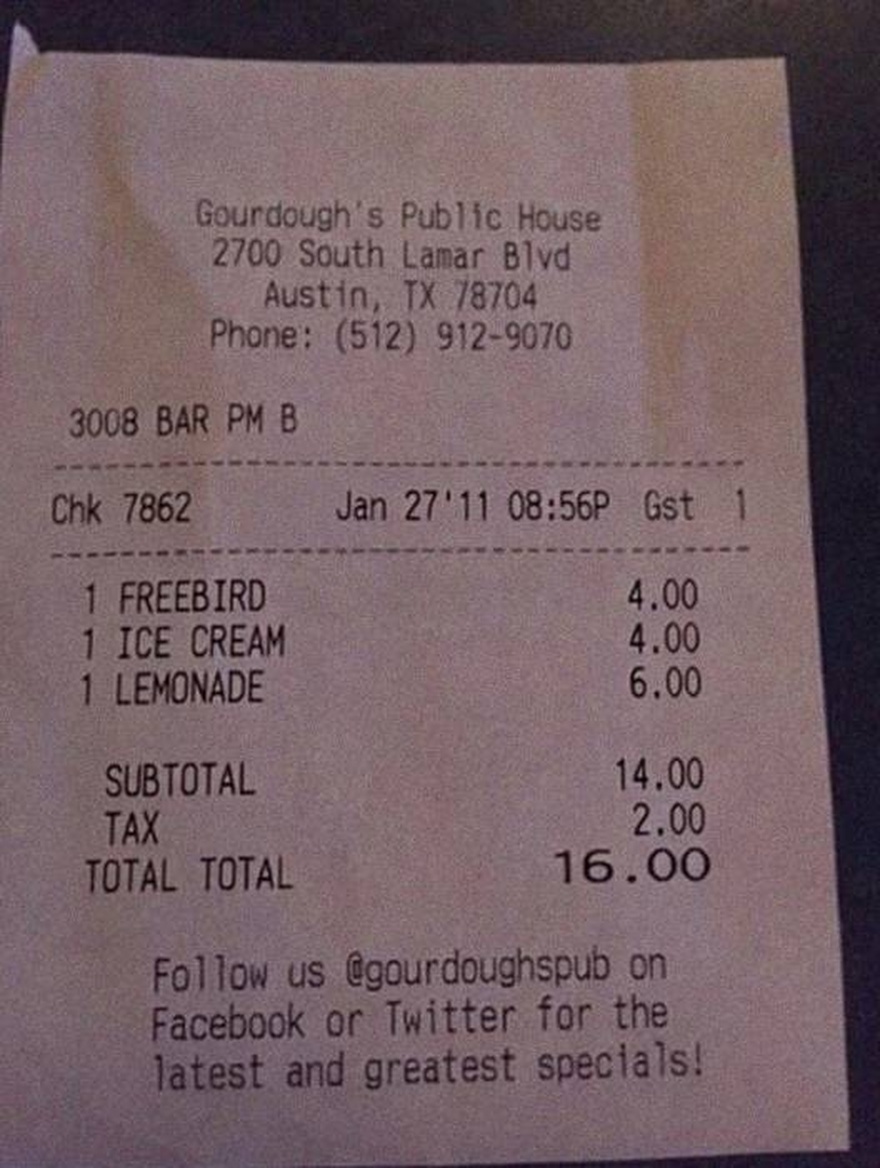 Gourdough's Public House
2700 South Lamar Blvd
Austin, TX 78704
Phone: (512) 912-9070
3008 BAR PM B
Chk 7862 Jan 27'11 08:56P Gst 1
1 FREEBIRD 4.00
1 ICE CREAM 4.00
1 LEMONADE 6.00
SUBTOTAL 14.00
TAX 2.00
TOTAL TOTAL 16.00
Follow us @gourdoughspub on
Facebook or Twitter for the
latest and greatest specials!